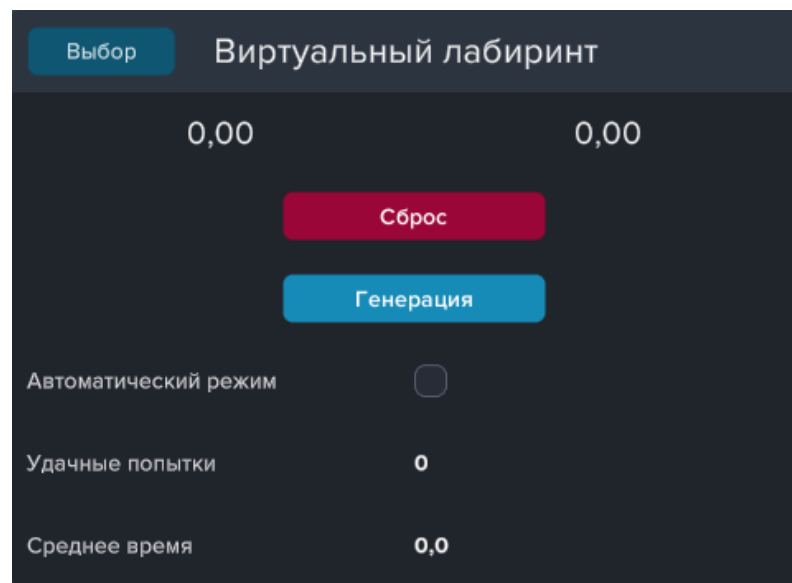 Выбор Виртуальный лабиринт
0,00 0,00
Сброс
Генерация
Автоматический режим
Удачные попытки 0
Среднее время 0,0